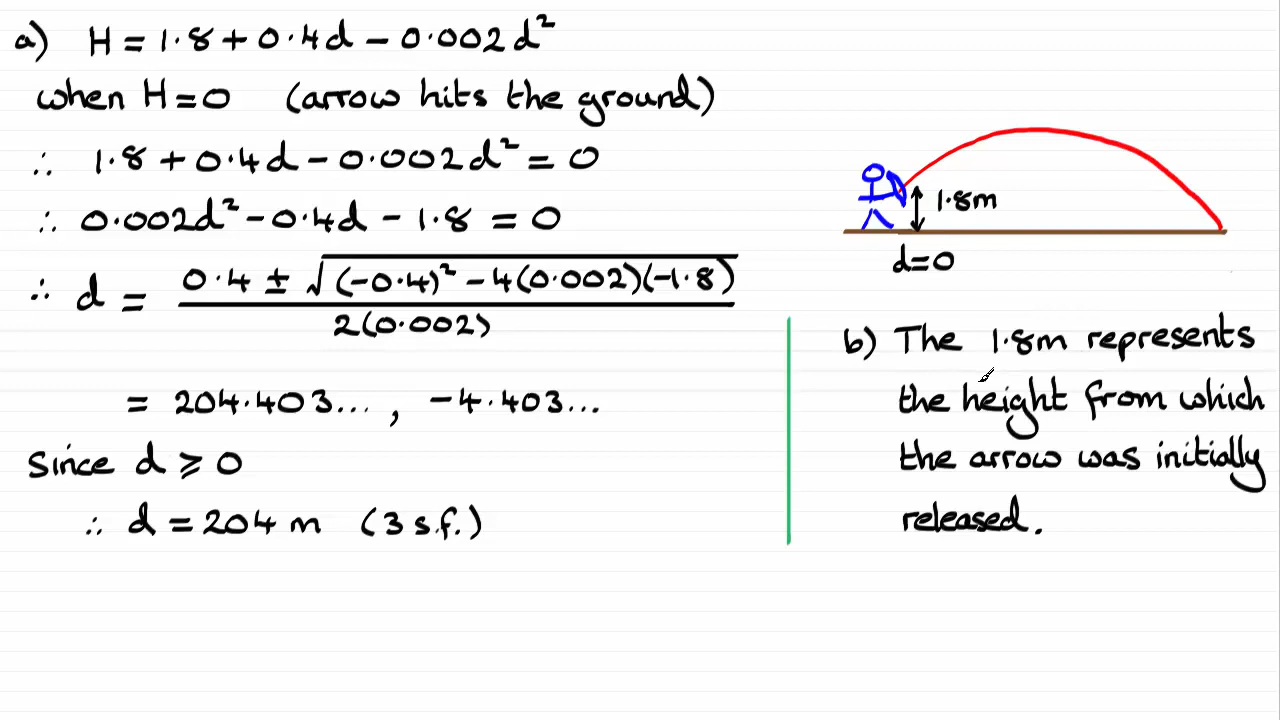 a) H = 1·8 + 0·4d − 0·002d²
when H = 0 (arrow hits the ground)
∴ 1·8 + 0·4d − 0·002d² = 0
∴ 0·002d² − 0·4d − 1·8 = 0
∴ d = (0·4 ± √((−0·4)² − 4(0·002)(−1·8))) / 2(0·002)
= 204·403... , −4·403...
Since d ⩾ 0
∴ d = 204 m (3 s.f.)
1·8m
d=0
b) The 1·8m represents
the height from which
the arrow was initially
released.